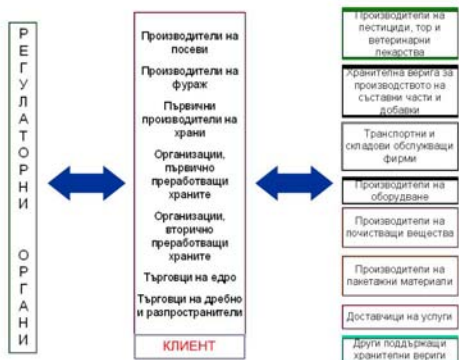 РЕГУЛАТОРНИ ОРГАНИ
Производители на
посеви
Производители на
фураж
Първични
производители на
храни
Организации,
първично
преработващи
храните
Организации,
вторично
преработващи
храните
Търговци на едро
Търговци на дребно
и разпространители
КЛИЕНТ
Производители на
пестициди, тор и
ветеринарни
лекарства
Хранителна верига за
производството на
съставни части и
добавки
Транспортни и
складови обслужващи
фирми
Производители на
оборудване
Производители на
почистващи вещества
Производители на
пакетажни материали
Доставчици на услуги
Други поддържащи
хранителни вериги